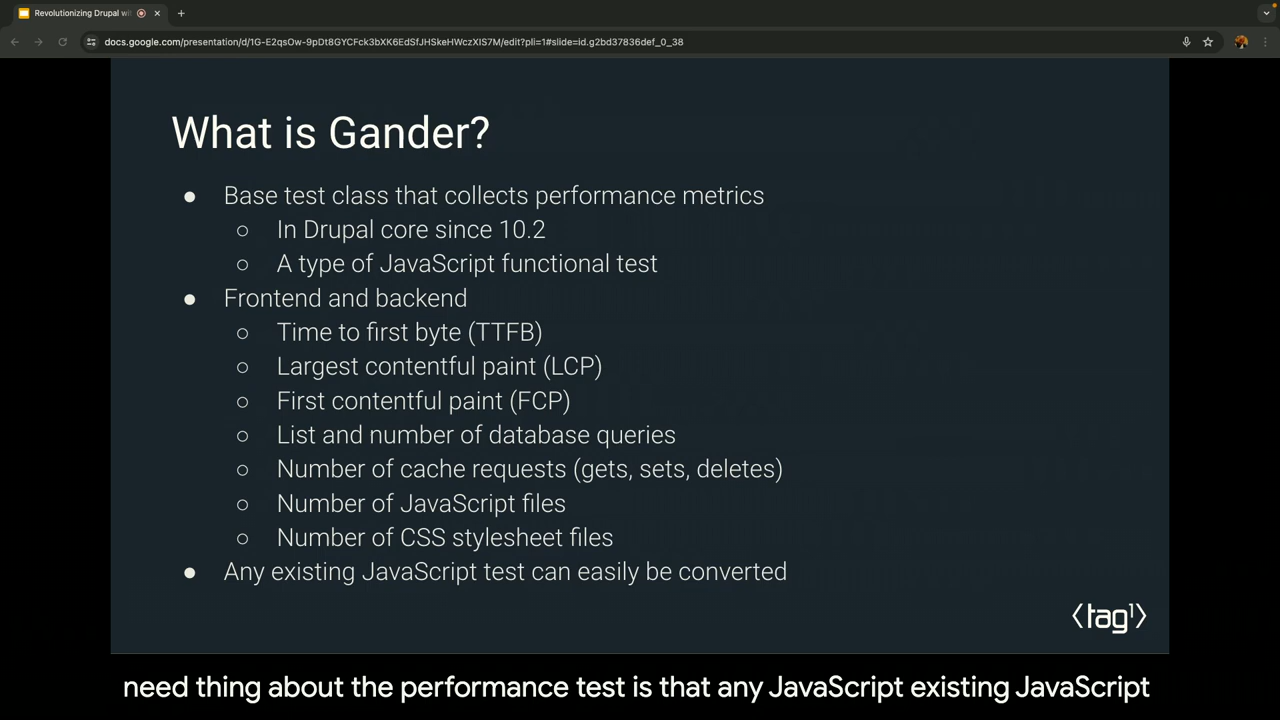 Revolutionizing Drupal wi
docs.google.com/presentation/d/1G-E2qsOw-9pDt8GYCFck3bXK6EdSfJHSkeHWczXIS7M/edit?pli=1#slide=id.g2bd37836def_0_38
What is Gander?
● Base test class that collects performance metrics
○ In Drupal core since 10.2
○ A type of JavaScript functional test
● Frontend and backend
○ Time to first byte (TTFB)
○ Largest contentful paint (LCP)
○ First contentful paint (FCP)
○ List and number of database queries
○ Number of cache requests (gets, sets, deletes)
○ Number of JavaScript files
○ Number of CSS stylesheet files
● Any existing JavaScript test can easily be converted
⟨tag1⟩
need thing about the performance test is that any JavaScript existing JavaScript